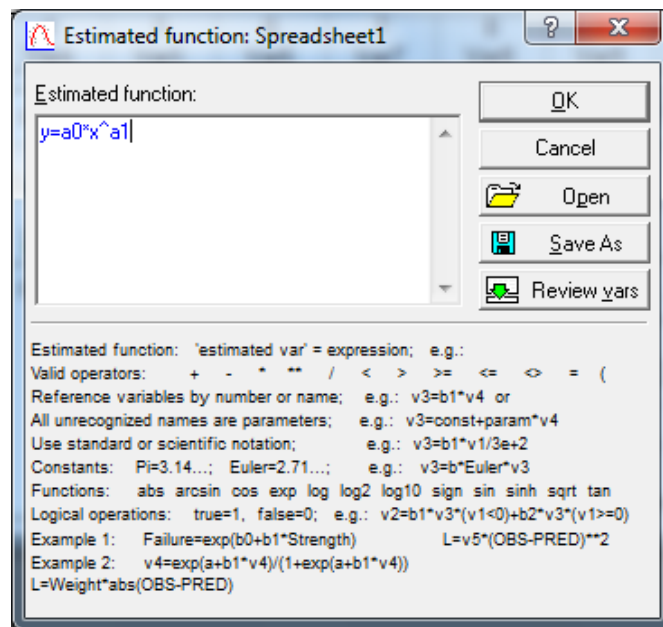 Estimated function: Spreadsheet1
?
x
Estimated function:
y=a0*x^a1
OK
Cancel
Open
Save As
Review vars
Estimated function: 'estimated var' = expression; e.g.:
Valid operators: + - * ** / < > >= <= <> = (
Reference variables by number or name; e.g.: v3=b1*v4 or
All unrecognized names are parameters; e.g.: v3=const+param*v4
Use standard or scientific notation; e.g.: v3=b1*v1/3e+2
Constants: Pi=3.14...; Euler=2.71...; e.g.: v3=b*Euler*v3
Functions: abs arcsin cos exp log log2 log10 sign sin sinh sqrt tan
Logical operations: true=1, false=0; e.g.: v2=b1*v3*(v1<0)+b2*v3*(v1>=0)
Example 1: Failure=exp(b0+b1*Strength) L=v5*(OBS-PRED)**2
Example 2: v4=exp(a+b1*v4)/(1+exp(a+b1*v4))
L=Weight*abs(OBS-PRED)